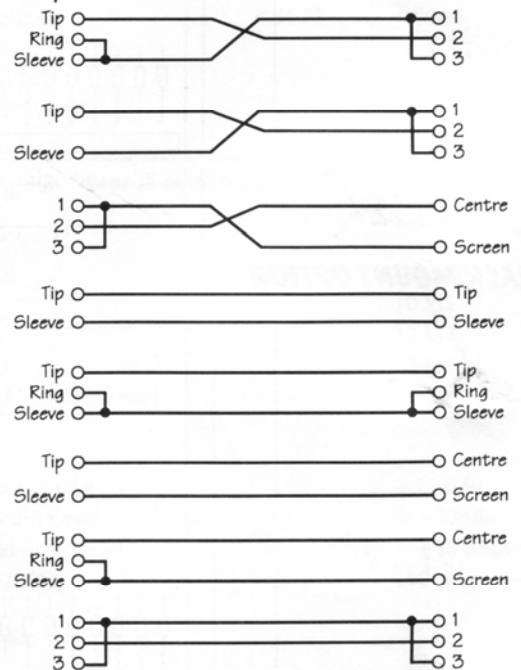 Tip 1
Ring 2
Sleeve 3
Tip 1
2
Sleeve 3
1 Centre
2
3 Screen
Tip Tip
Sleeve Sleeve
Tip Tip
Ring Ring
Sleeve Sleeve
Tip Centre
Sleeve Screen
Tip Centre
Ring
Sleeve Screen
1 1
2 2
3 3